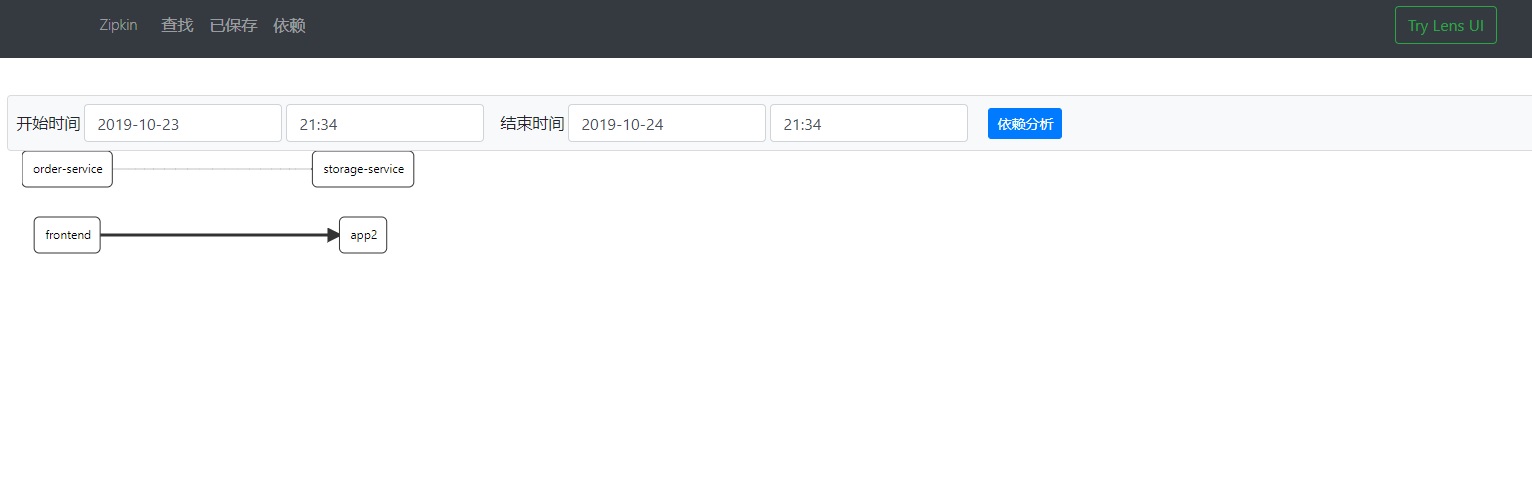 Zipkin 查找 已保存 依赖 Try Lens UI
开始时间 2019-10-23 21:34 结束时间 2019-10-24 21:34 依赖分析
order-service storage-service
frontend app2